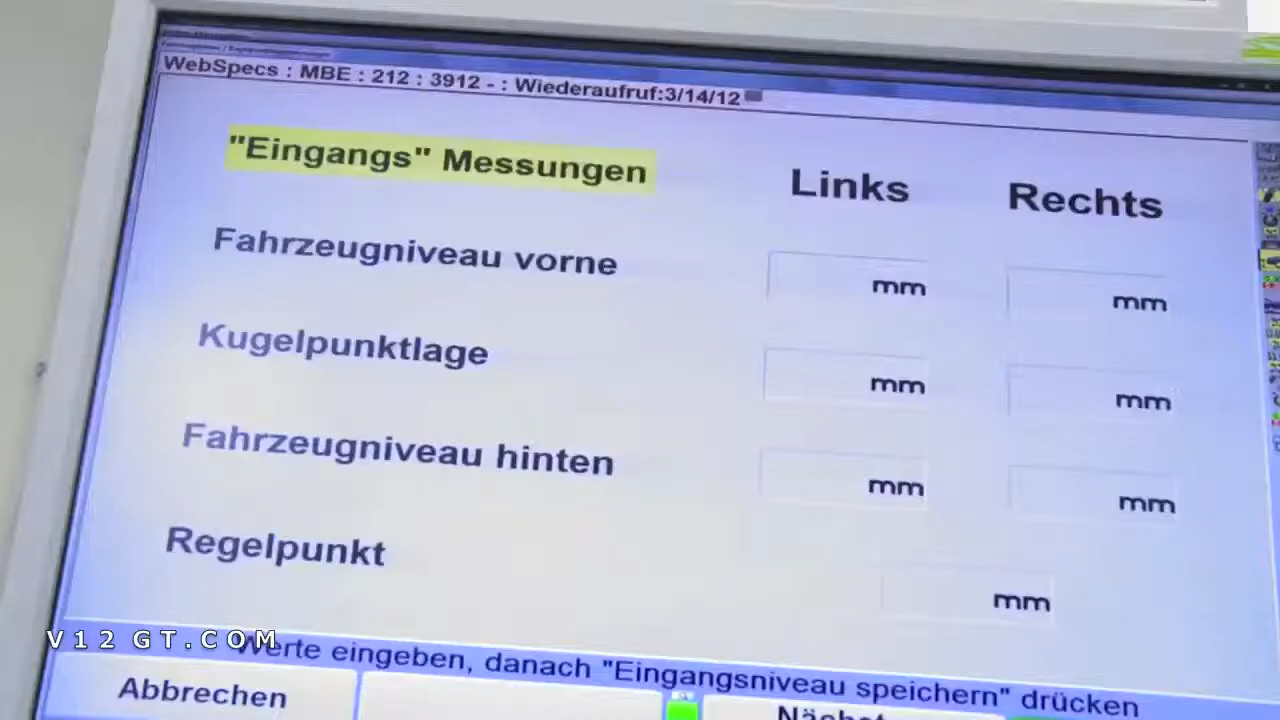 WebSpecs : MBE : 212 : 3912 - : Wiederaufruf:3/14/12
"Eingangs" Messungen Links Rechts
Fahrzeugniveau vorne mm mm
Kugelpunktlage mm mm
Fahrzeugniveau hinten mm mm
Regelpunkt mm
V12GT.COM
Werte eingeben, danach "Eingangsniveau speichern" drücken
Abbrechen